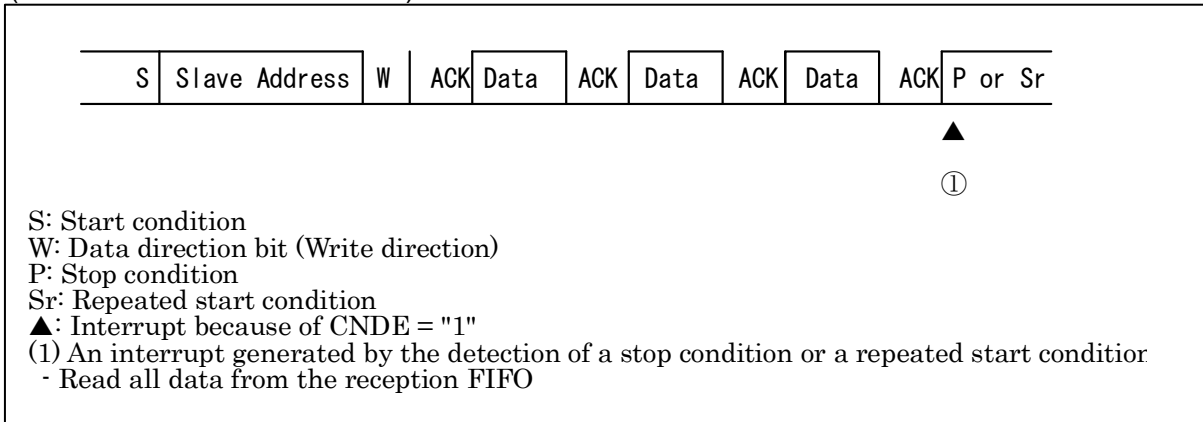 S Slave Address W ACK Data ACK Data ACK Data ACK P or Sr
▲
①
S: Start condition
W: Data direction bit (Write direction)
P: Stop condition
Sr: Repeated start condition
▲: Interrupt because of CNDE = "1"
(1) An interrupt generated by the detection of a stop condition or a repeated start condition
- Read all data from the reception FIFO